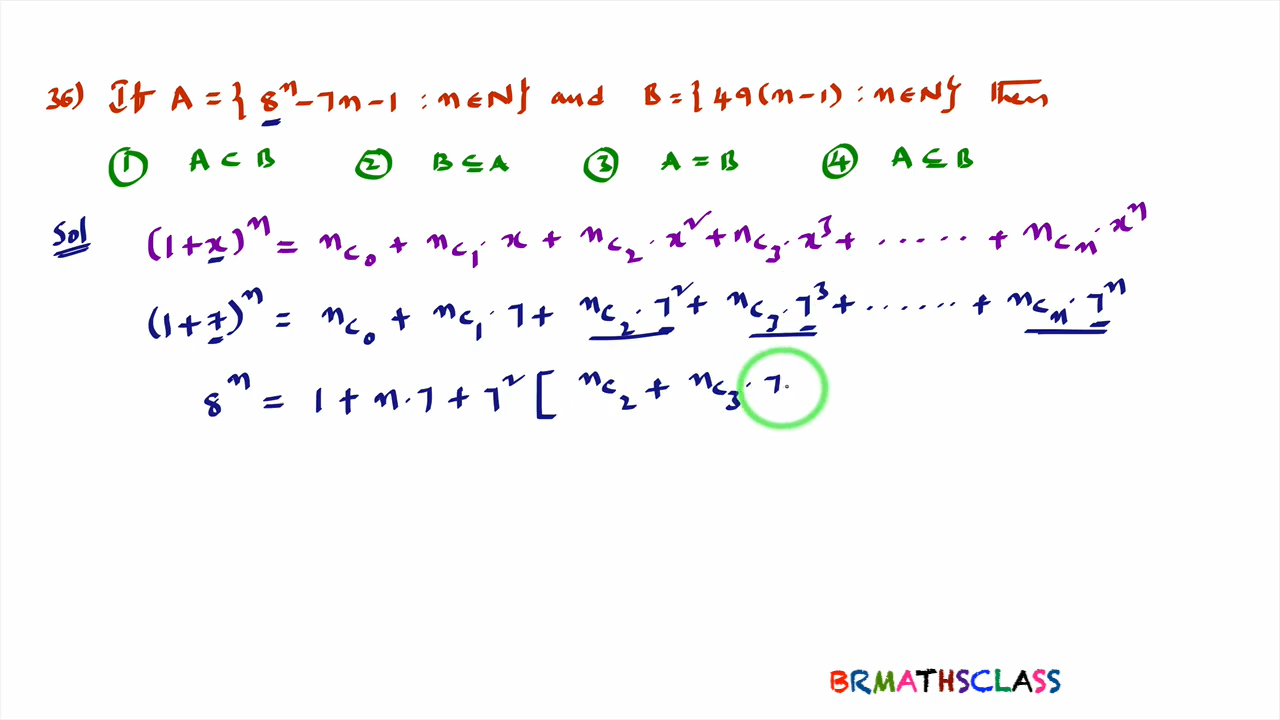 36) If A = { 8ⁿ - 7n - 1 : n ∈ N } and B = { 49(n-1) : n ∈ N } Then
① A ⊂ B ② B ⊆ A ③ A = B ④ A ⊆ B
Sol (1+x)ⁿ = nc₀ + nc₁ · x + nc₂ · x² + nc₃ · x³ + ...... + ncₙ · xⁿ
(1+7)ⁿ = nc₀ + nc₁ · 7 + nc₂ · 7² + nc₃ · 7³ + ...... + ncₙ · 7ⁿ
8ⁿ = 1 + n·7 + 7² [ nc₂ + nc₃ · 7
BRMATHSCLASS